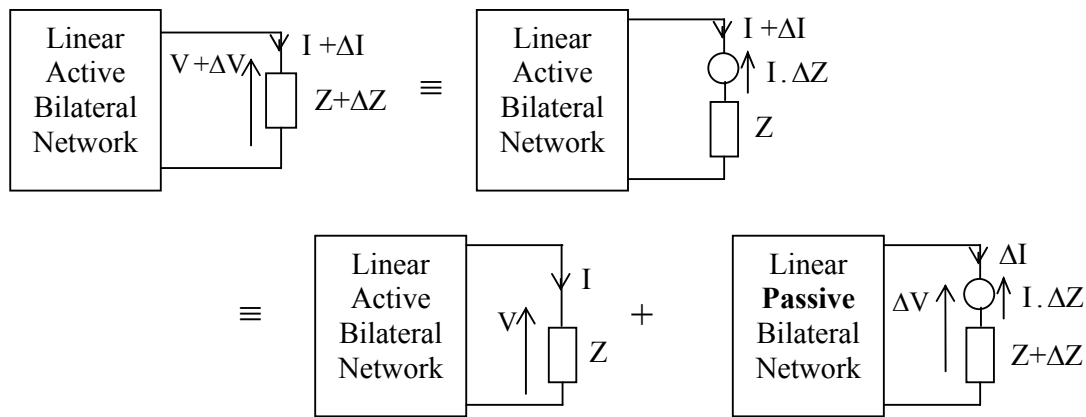 Linear
Active
Bilateral
Network
V+ΔV
I+ΔI
Z+ΔZ
≡
Linear
Active
Bilateral
Network
I+ΔI
I.ΔZ
Z
≡
Linear
Active
Bilateral
Network
I
V
Z
+
Linear
Passive
Bilateral
Network
ΔI
ΔV
I.ΔZ
Z+ΔZ